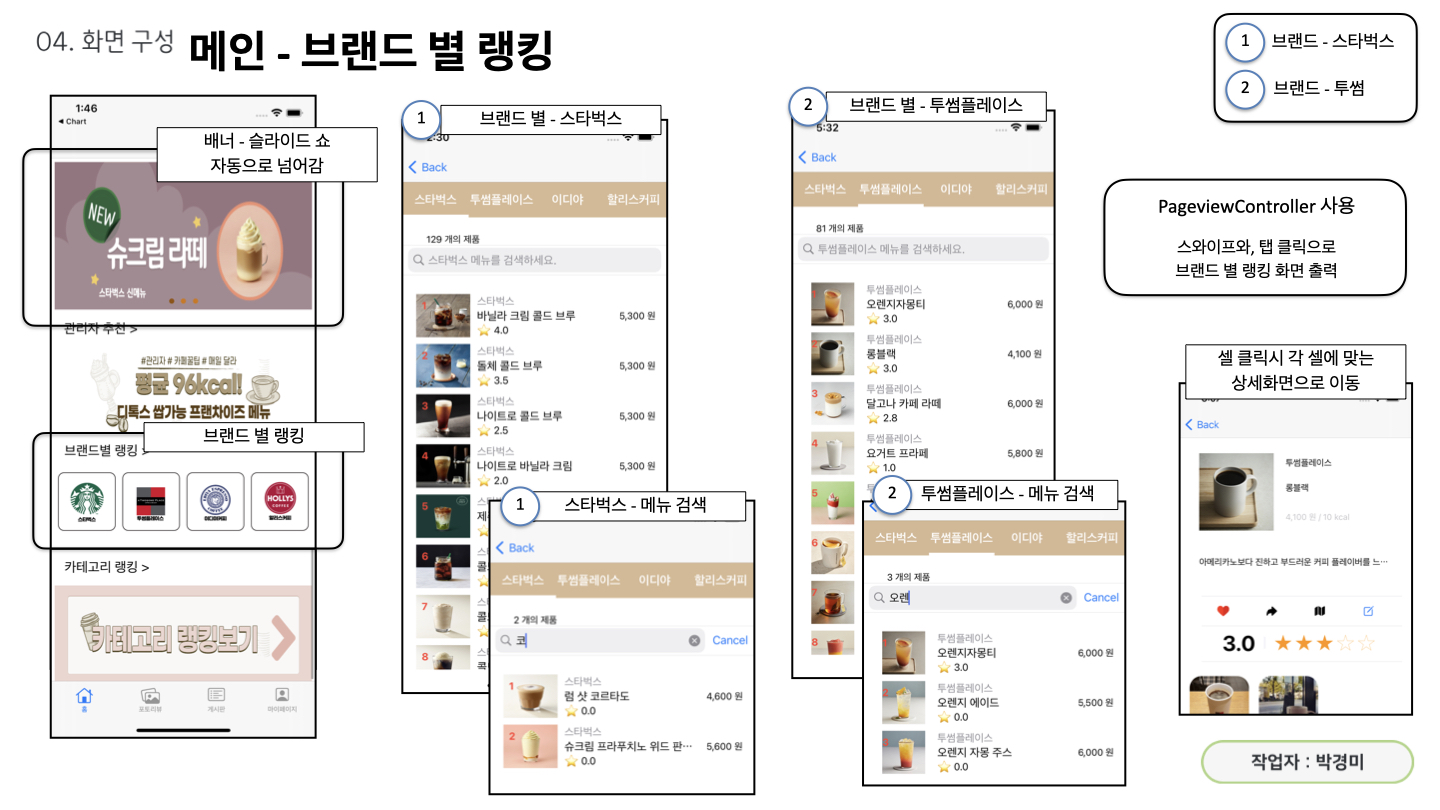 04. 화면 구성 메인 - 브랜드 별 랭킹
1 브랜드 - 스타벅스
2 브랜드 - 투썸
1:46
◀ Chart
배너 - 슬라이드 쇼
자동으로 넘어감
NEW
슈크림 라떼
스타벅스 신메뉴
관리자 추천 >
#관리자 # 카페꿀팁 # 매일 달라
평균 96kcal!
디톡스 쌉가능 프랜차이즈 메뉴
브랜드 별 랭킹
브랜드별 랭킹 >
HOLLYS
COFFEE
스타벅스 투썸플레이스 이디야커피 할리스커피
카테고리 랭킹 >
카테고리 랭킹보기
홈 포토리뷰 게시판 마이페이지
1 브랜드 별 - 스타벅스
2:30
Back
스타벅스 투썸플레이스 이디야 할리스커피
129 개의 제품
스타벅스 메뉴를 검색하세요.
1 스타벅스
바닐라 크림 콜드 브루 5,300 원
4.0
2 스타벅스
돌체 콜드 브루 5,300 원
3.5
3 스타벅스
나이트로 콜드 브루 5,300 원
2.5
4 스타벅스
나이트로 바닐라 크림 5,300 원
2.0
5
6
7
8
1 스타벅스 - 메뉴 검색
Back
스타벅스 투썸플레이스 이디야 할리스커피
2 개의 제품
코 Cancel
1 스타벅스
럼 샷 코르타도 4,600 원
0.0
2 스타벅스
슈크림 프라푸치노 위드 판… 5,600 원
0.0
2 브랜드 별 - 투썸플레이스
5:32
Back
스타벅스 투썸플레이스 이디야 할리스커피
81 개의 제품
투썸플레이스 메뉴를 검색하세요.
1 투썸플레이스
오렌지자몽티 6,000 원
3.0
2 투썸플레이스
롱블랙 4,100 원
3.0
3 투썸플레이스
달고나 카페 라떼 6,000 원
2.8
4 투썸플레이스
요거트 프라페 5,800 원
1.0
5
6
7
8
2 투썸플레이스 - 메뉴 검색
스타벅스 투썸플레이스 이디야 할리스커피
3 개의 제품
오렌 Cancel
투썸플레이스
오렌지자몽티 6,000 원
3.0
2 투썸플레이스
오렌지 에이드 5,500 원
0.0
3 투썸플레이스
오렌지 자몽 주스 6,000 원
0.0
PageviewController 사용
스와이프와, 탭 클릭으로
브랜드 별 랭킹 화면 출력
셀 클릭시 각 셀에 맞는
상세화면으로 이동
Back
투썸플레이스
롱블랙
4,100 원 / 10 kcal
아메리카노보다 진하고 부드러운 커피 플레이버를 느…
3.0
작업자 : 박경미